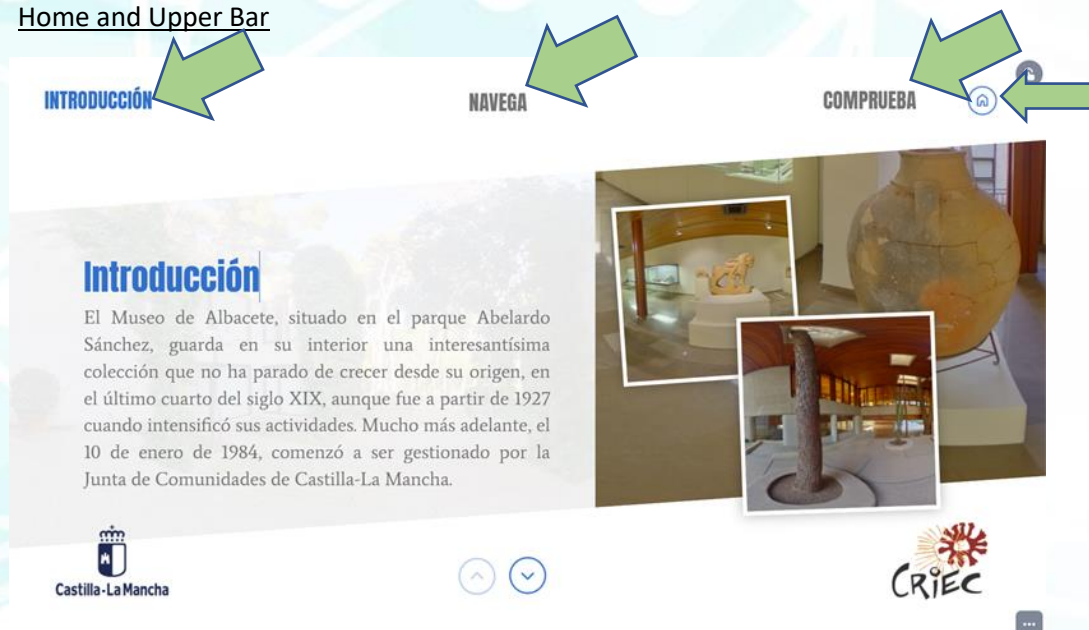 Home and Upper Bar
INTRODUCCIÓN
NAVEGA
COMPRUEBA
Introducción
El Museo de Albacete, situado en el parque Abelardo
Sánchez, guarda en su interior una interesantísima
colección que no ha parado de crecer desde su origen, en
el último cuarto del siglo XIX, aunque fue a partir de 1927
cuando intensificó sus actividades. Mucho más adelante, el
10 de enero de 1984, comenzó a ser gestionado por la
Junta de Comunidades de Castilla-La Mancha.
Castilla-La Mancha
CRiEC